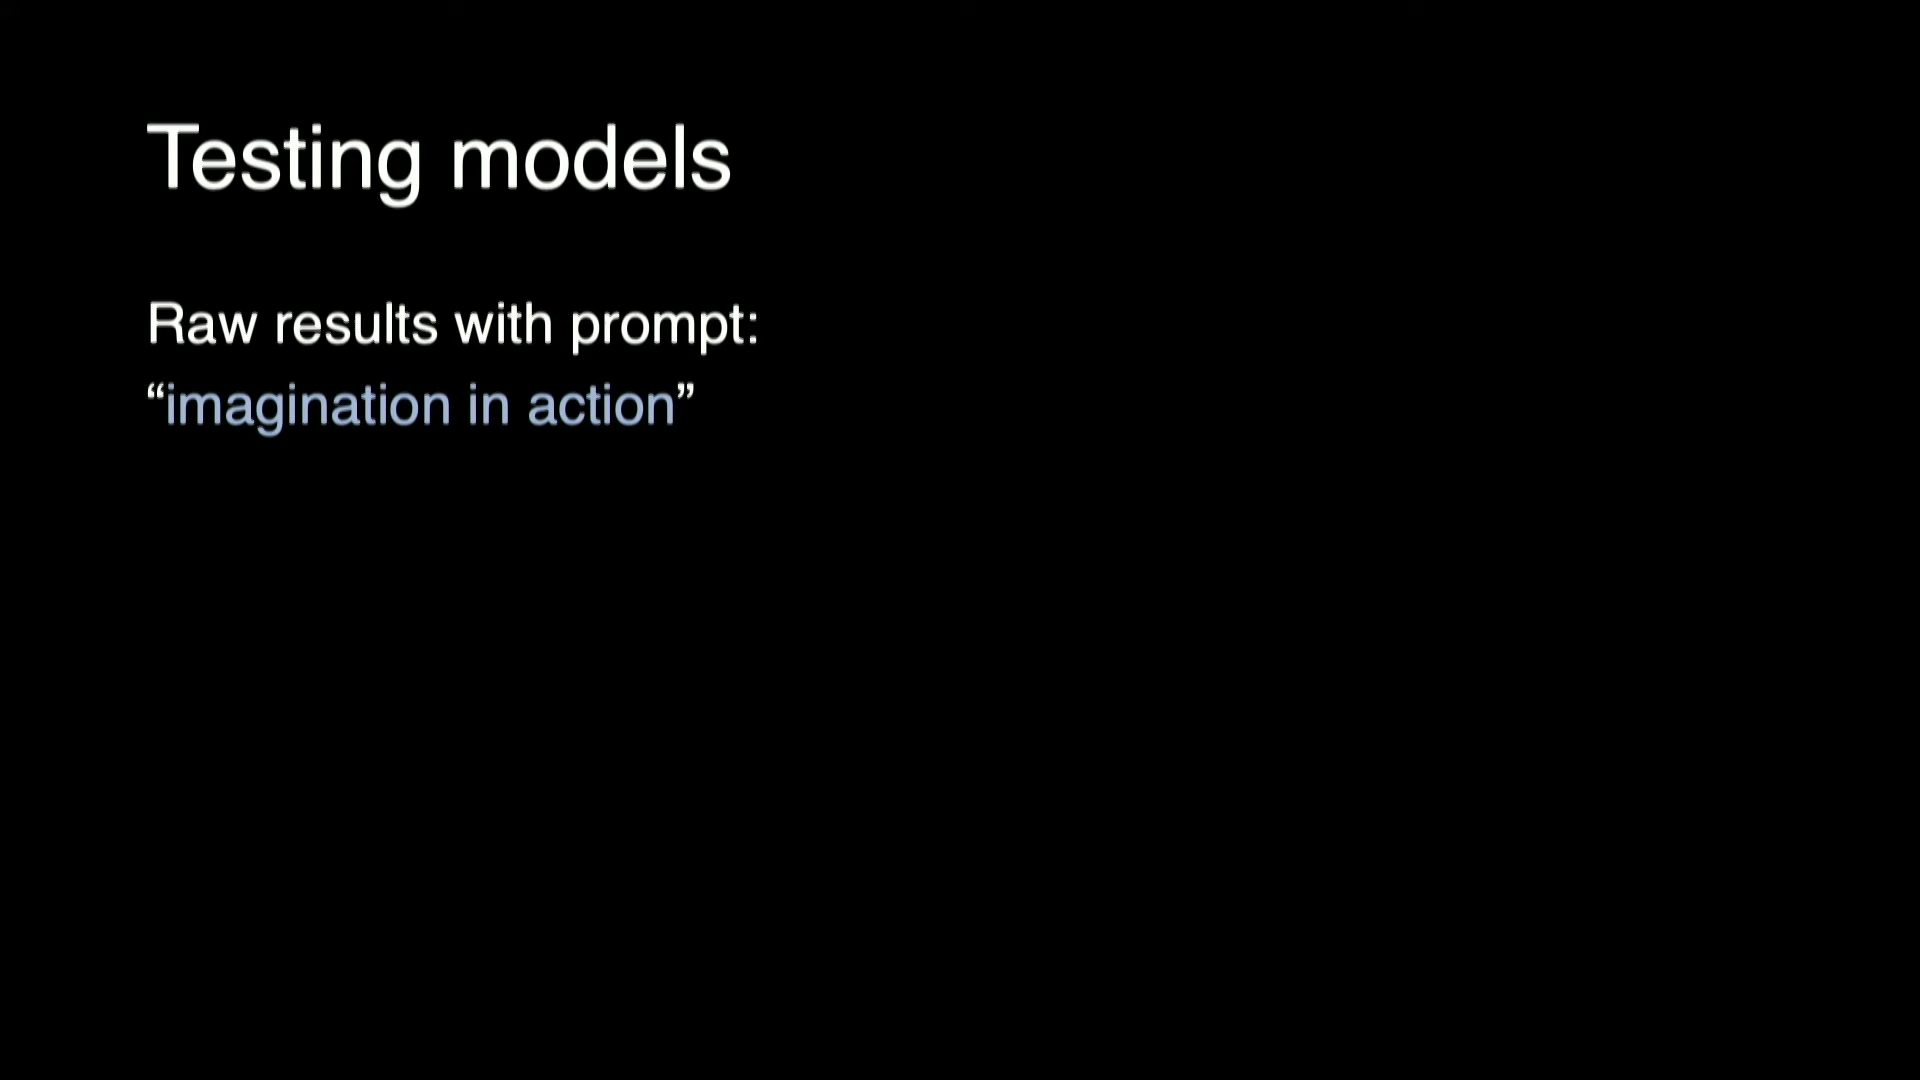 Testing models
Raw results with prompt:
“imagination in action”